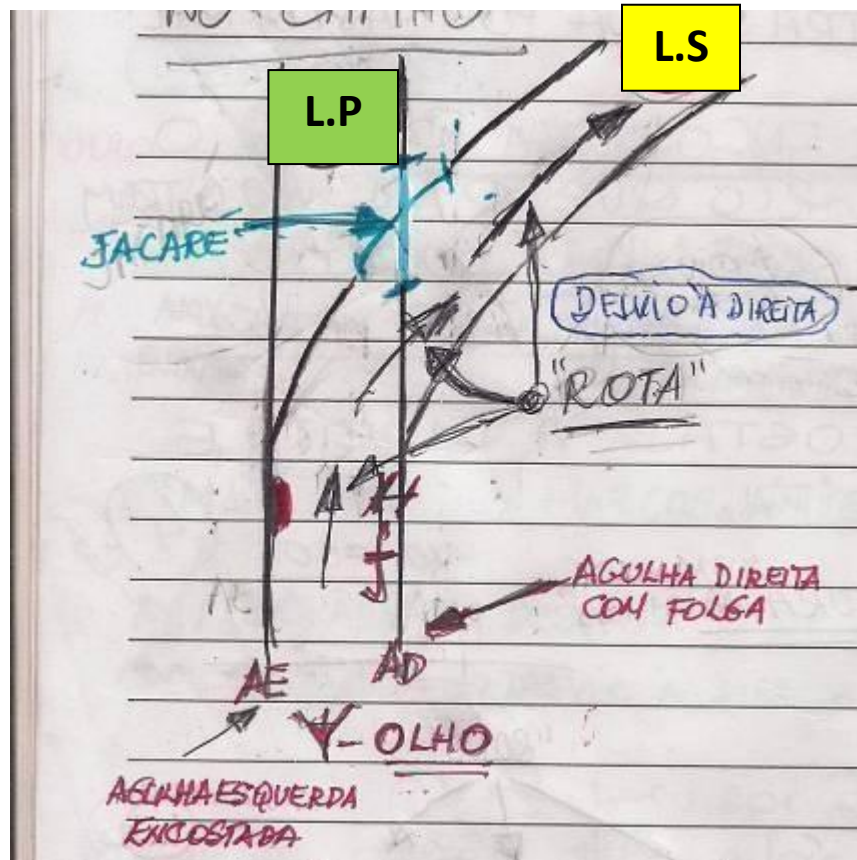 L.S
L.P
JACARÉ
DESVIO À DIREITA
"ROTA"
AGULHA DIREITA
COM FOLGA
AE
AD
OLHO
AGULHA ESQUERDA
ENCOSTADA